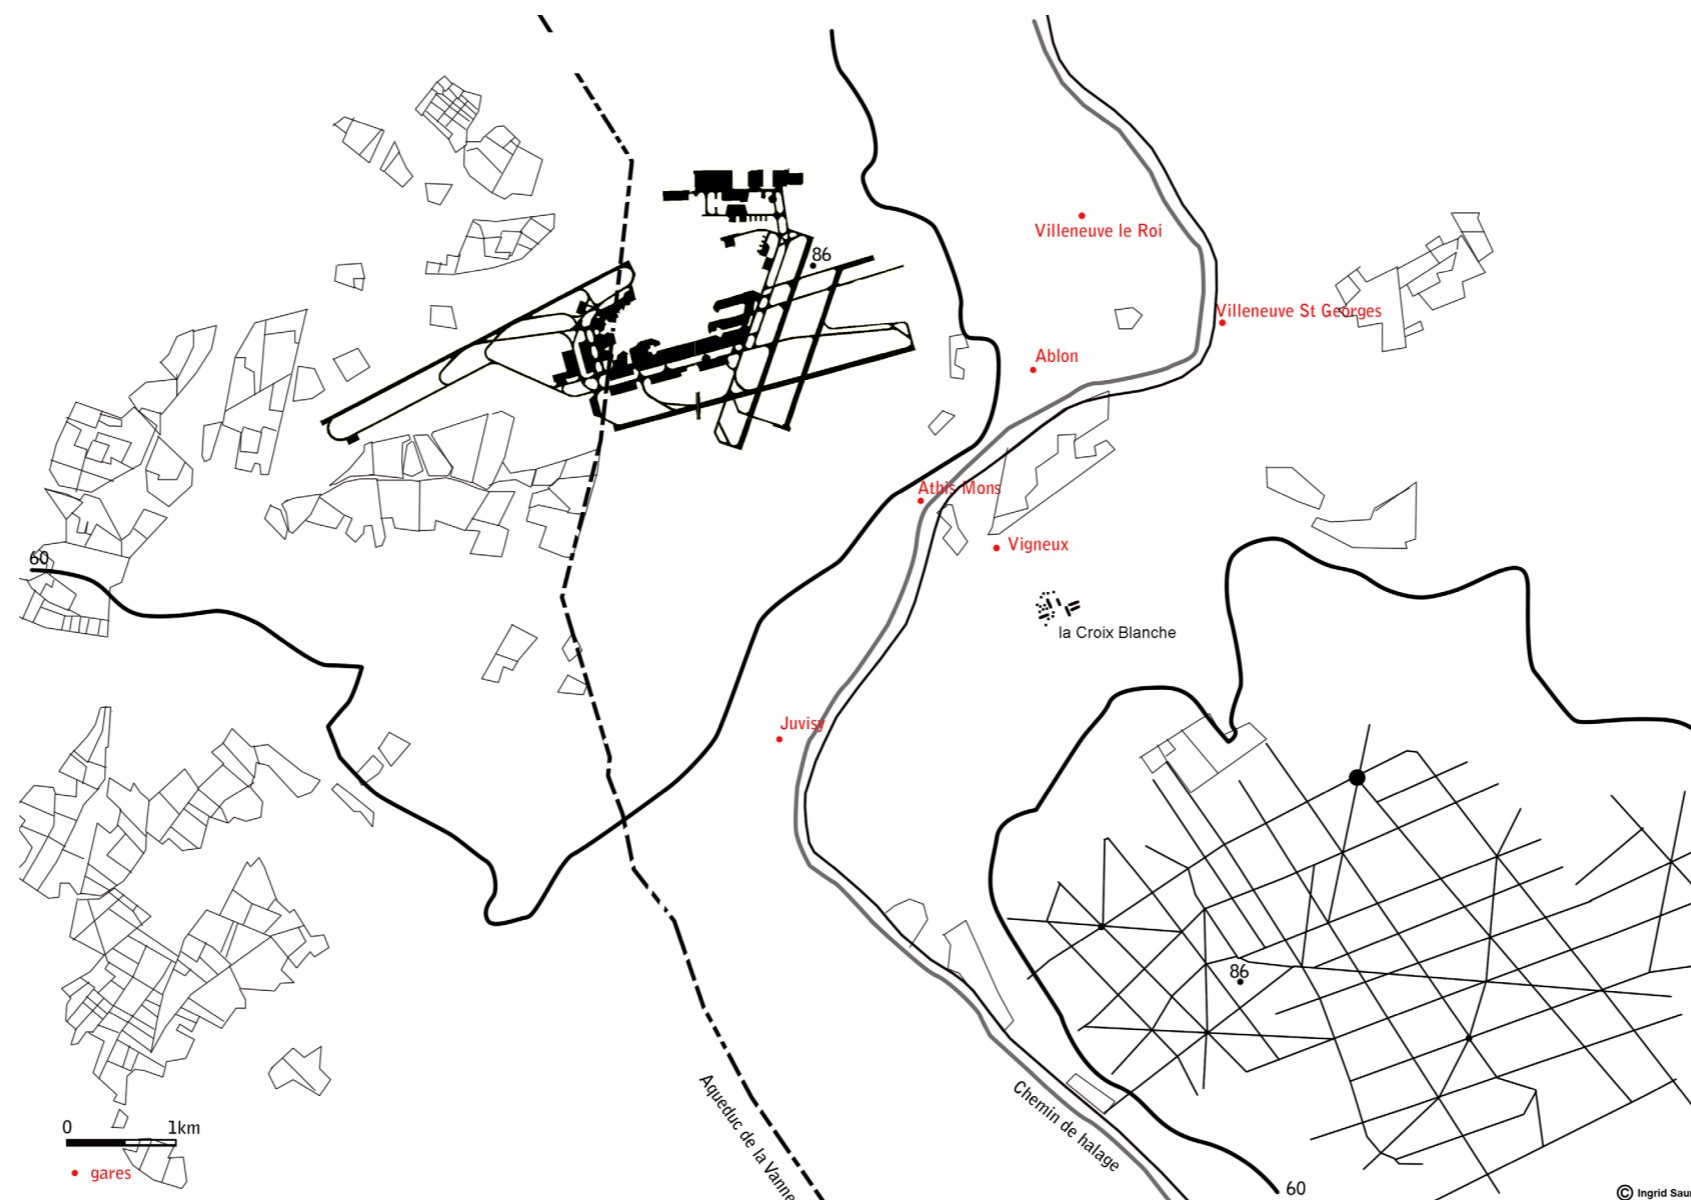 Villeneuve le Roi
86
Villeneuve St Georges
Ablon
Athis Mons
Vigneux
60
la Croix Blanche
Juvisy
86
Aqueduc de la Vanne
Chemin de halage
0 1km
gares
60
© Ingrid